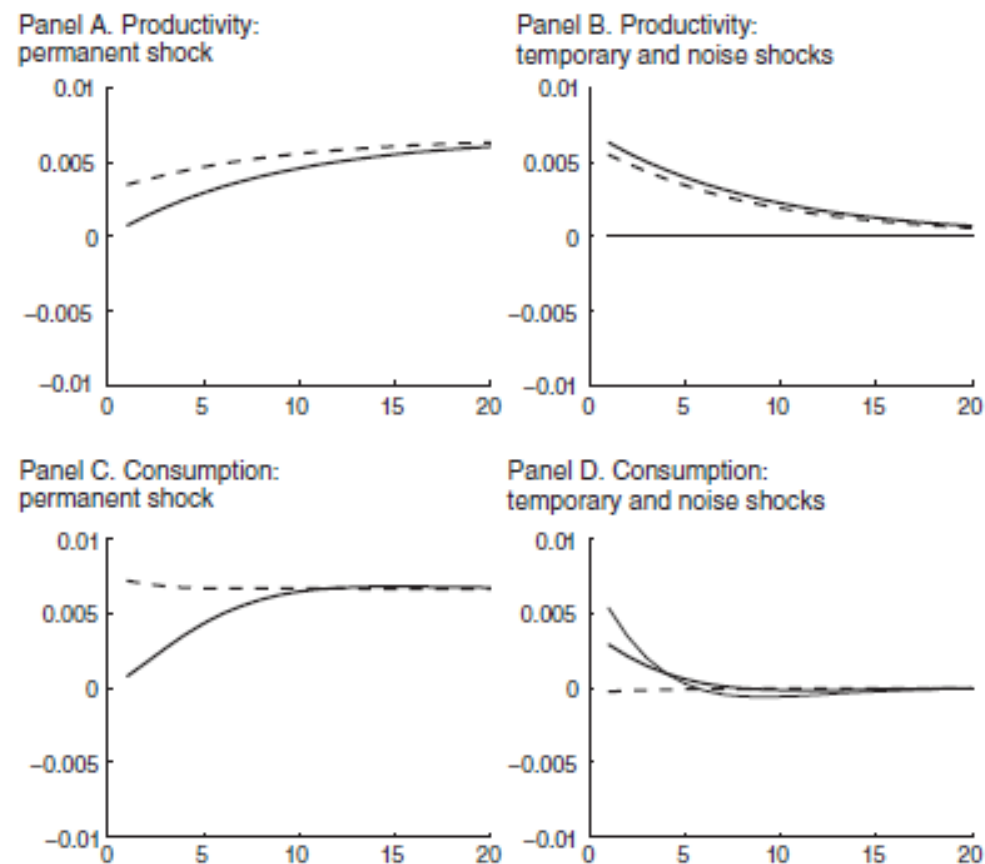 Panel A. Productivity:
permanent shock
0.01
0.005
0
−0.005
−0.01
0 5 10 15 20
Panel B. Productivity:
temporary and noise shocks
0.01
0.005
0
−0.005
−0.01
0 5 10 15 20
Panel C. Consumption:
permanent shock
0.01
0.005
0
−0.005
−0.01
0 5 10 15 20
Panel D. Consumption:
temporary and noise shocks
0.01
0.005
0
−0.005
−0.01
0 5 10 15 20